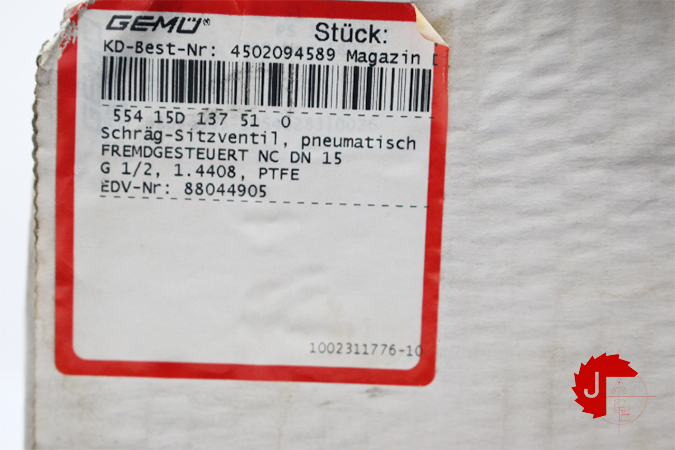 GEMÜ® Stück:
KD-Best-Nr: 4502094589 Magazin
554 15D 137 51 0
Schräg-Sitzventil, pneumatisch
FREMDGESTEUERT NC DN 15
G 1/2, 1.4408, PTFE
EDV-Nr: 88044905
1002311776-10
J